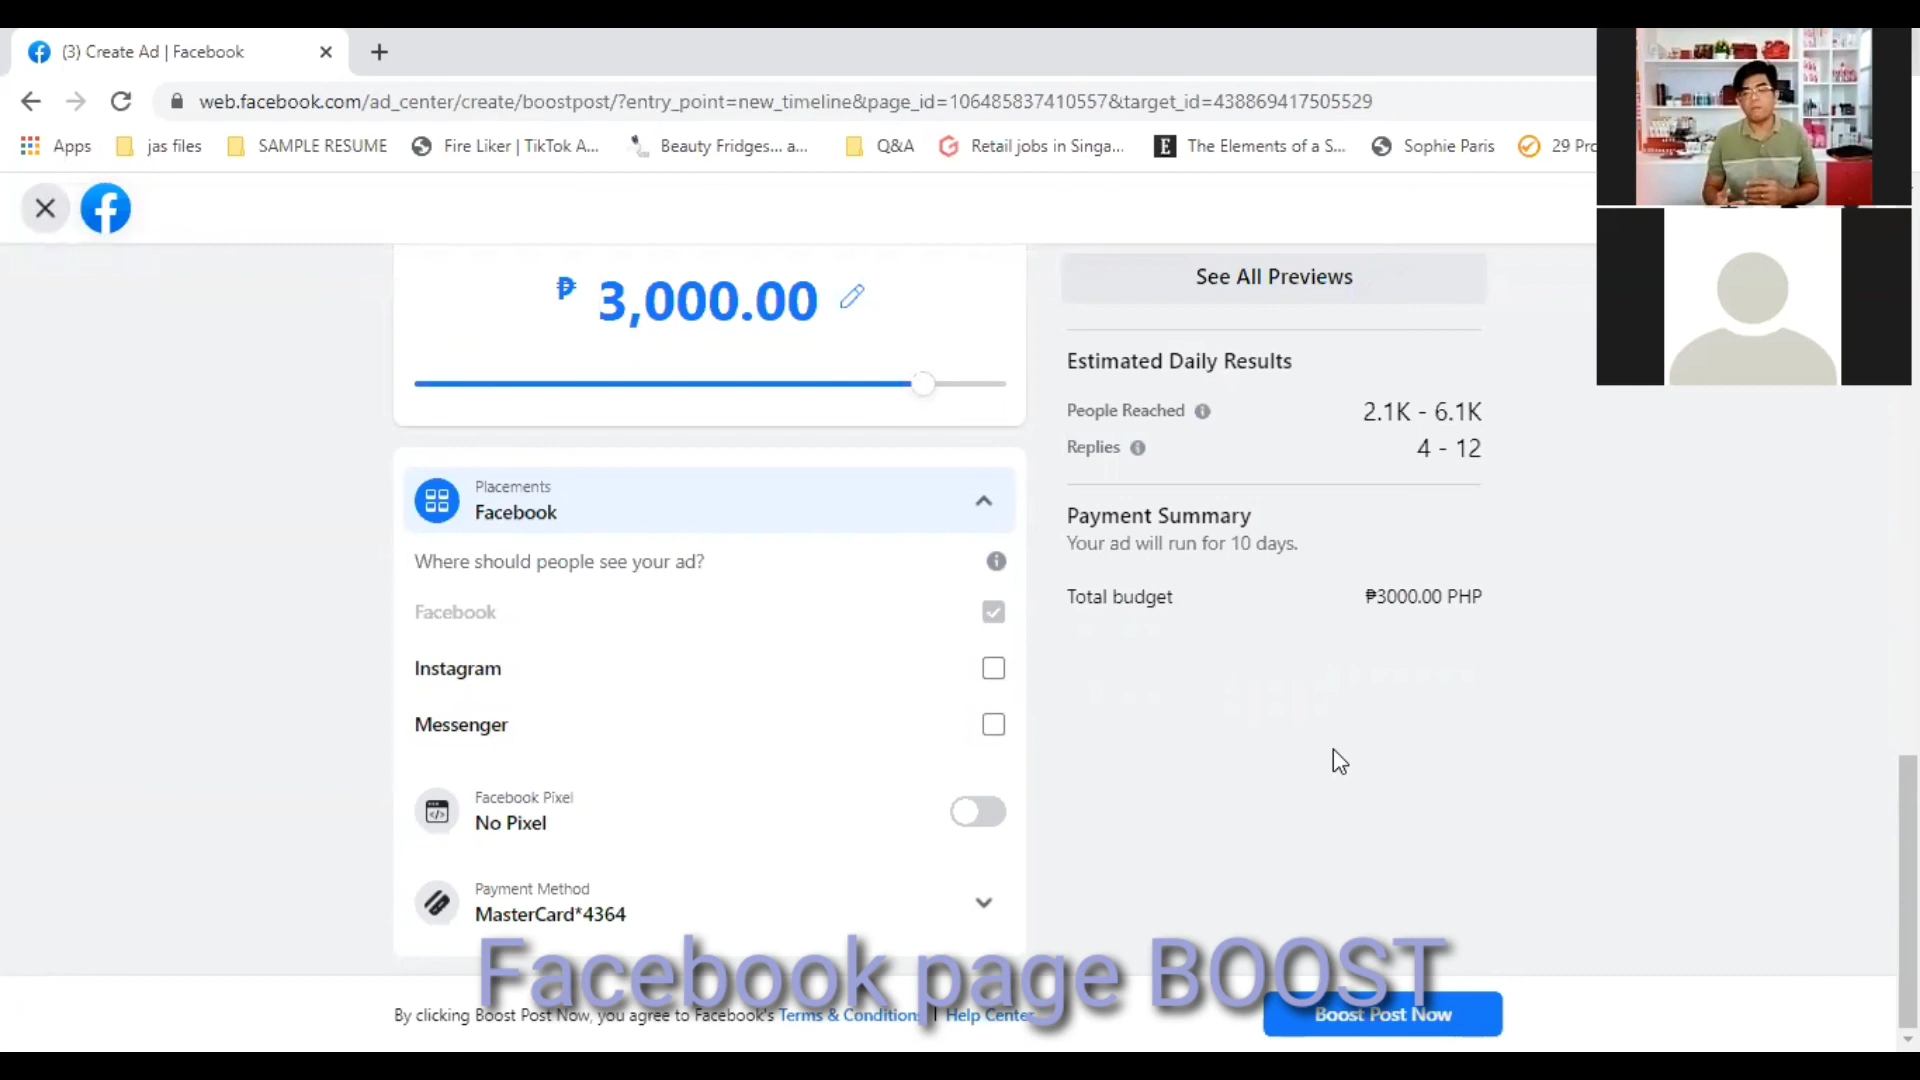 (3) Create Ad | Facebook
web.facebook.com/ad_center/create/boostpost/?entry_point=new_timeline&page_id=106485837410557&target_id=438869417505529
Apps jas files SAMPLE RESUME Fire Liker | TikTok A... Beauty Fridges... a... Q&A Retail jobs in Singa... The Elements of a S... Sophie Paris 29 Pro
₱ 3,000.00
See All Previews
Estimated Daily Results
People Reached 2.1K - 6.1K
Replies 4 - 12
Placements
Facebook
Where should people see your ad?
Facebook
Instagram
Messenger
Payment Summary
Your ad will run for 10 days.
Total budget ₱3000.00 PHP
Facebook Pixel
No Pixel
Payment Method
MasterCard*4364
Facebook page BOOST
By clicking Boost Post Now, you agree to Facebook's Terms & Conditions | Help Center
Boost Post Now